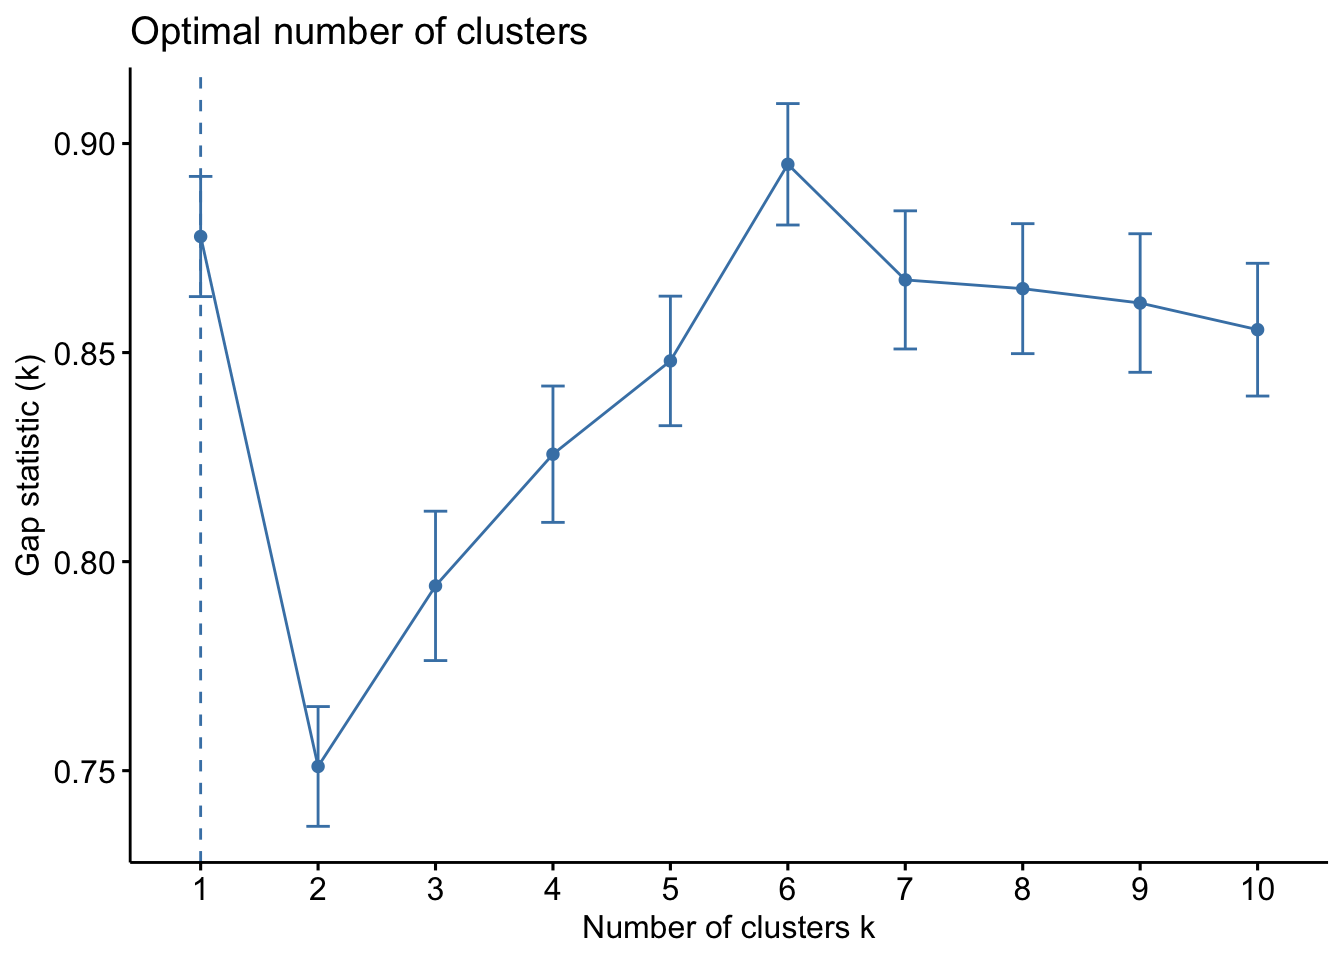 Optimal number of clusters
0.90
0.85
0.80
0.75
Gap statistic (k)
1 2 3 4 5 6 7 8 9 10
Number of clusters k